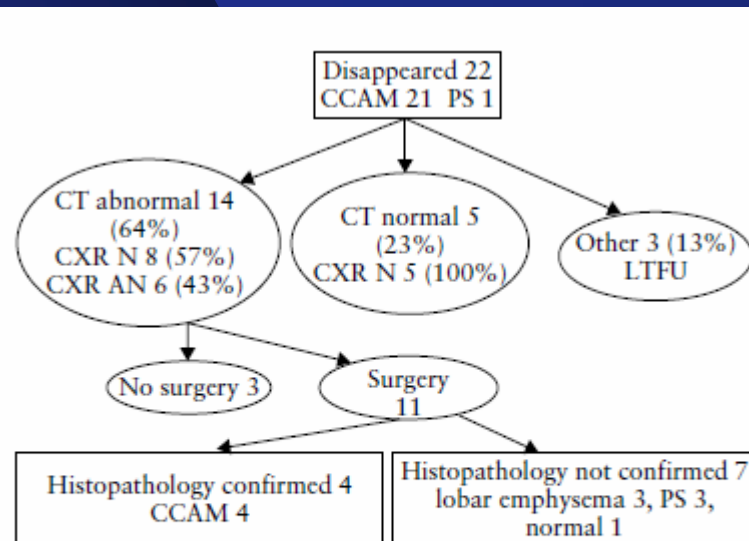 Disappeared 22
CCAM 21 PS 1
CT abnormal 14
(64%)
CXR N 8 (57%)
CXR AN 6 (43%)
CT normal 5
(23%)
CXR N 5 (100%)
Other 3 (13%)
LTFU
No surgery 3
Surgery
11
Histopathology confirmed 4
CCAM 4
Histopathology not confirmed 7
lobar emphysema 3, PS 3,
normal 1